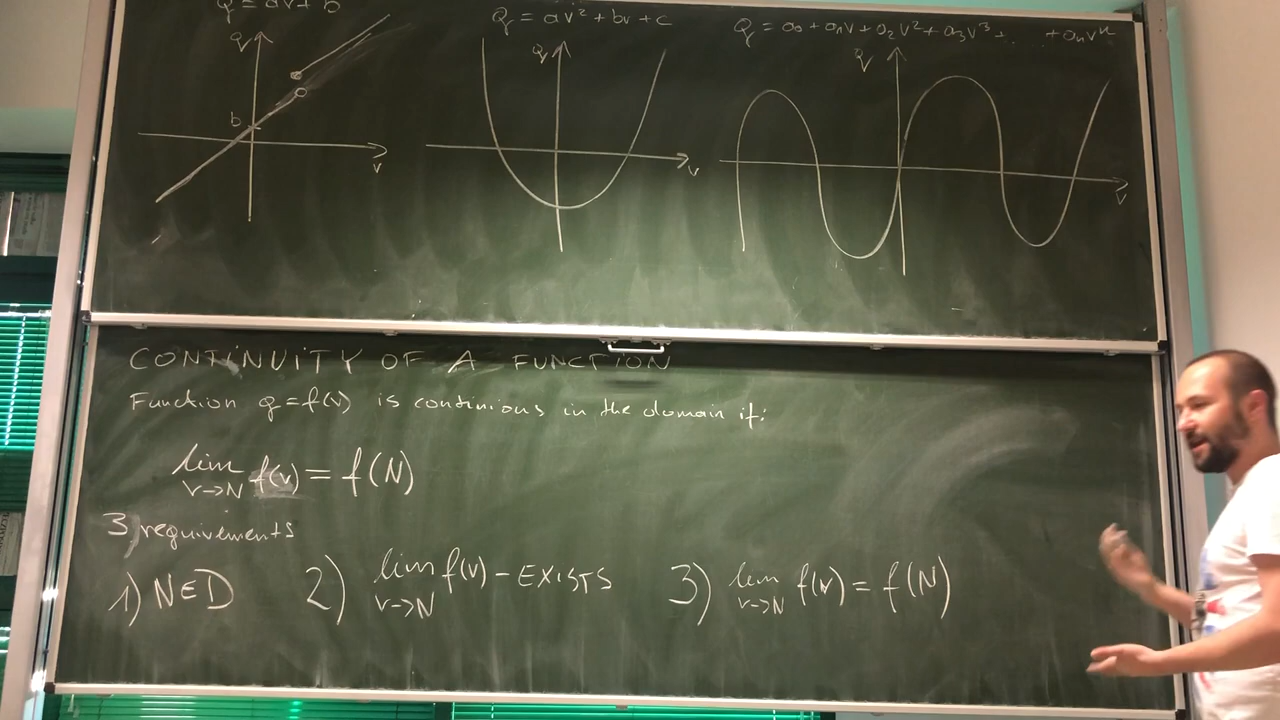 Q = av + b
Q = av² + bv + c
Q = a₀ + a₁v + a₂v² + a₃v³ + ... + aₙvⁿ
Q
Q
Q
b
v
v
v
CONTINUITY OF A FUNCTION
Function q = f(v) is continious in the domain if:
lim f(v) = f(N)
v→N
3 requirements
1) N∈D 2) lim f(v) - EXISTS 3) lim f(v) = f(N)
v→N v→N